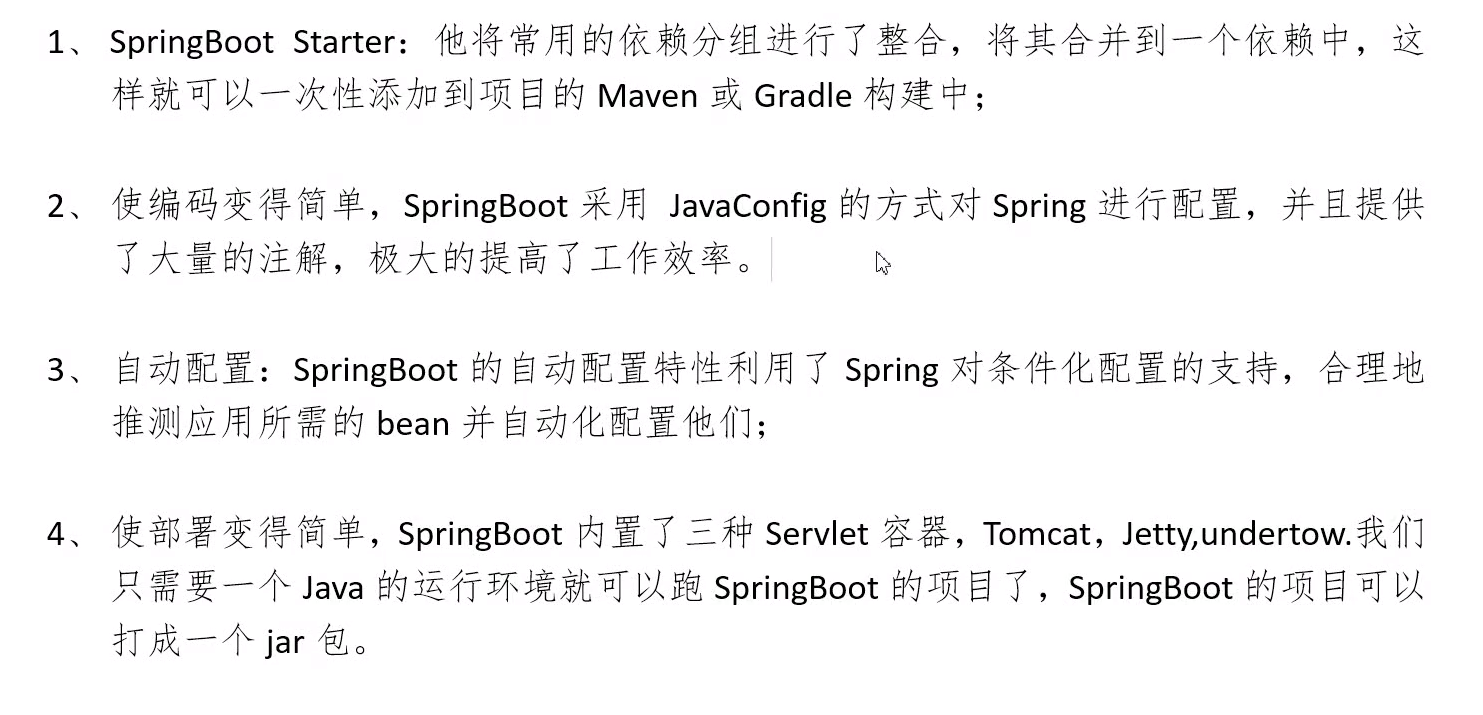 1、 SpringBoot Starter：他将常用的依赖分组进行了整合，将其合并到一个依赖中，这
样就可以一次性添加到项目的 Maven 或 Gradle 构建中；
2、 使编码变得简单，SpringBoot 采用 JavaConfig 的方式对 Spring 进行配置，并且提供
了大量的注解，极大的提高了工作效率。
3、 自动配置：SpringBoot 的自动配置特性利用了 Spring 对条件化配置的支持，合理地
推测应用所需的 bean 并自动化配置他们；
4、 使部署变得简单，SpringBoot 内置了三种 Servlet 容器，Tomcat，Jetty,undertow.我们
只需要一个 Java 的运行环境就可以跑 SpringBoot 的项目了，SpringBoot 的项目可以
打成一个 jar 包。